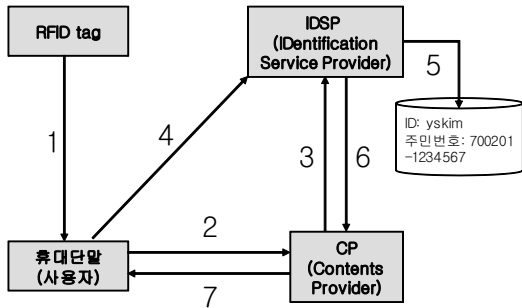 RFID tag
IDSP
(IDentification
Service Provider)
5
ID: yskim
주민번호: 700201
-1234567
1
4
3
6
휴대단말
(사용자)
2
7
CP
(Contents
Provider)